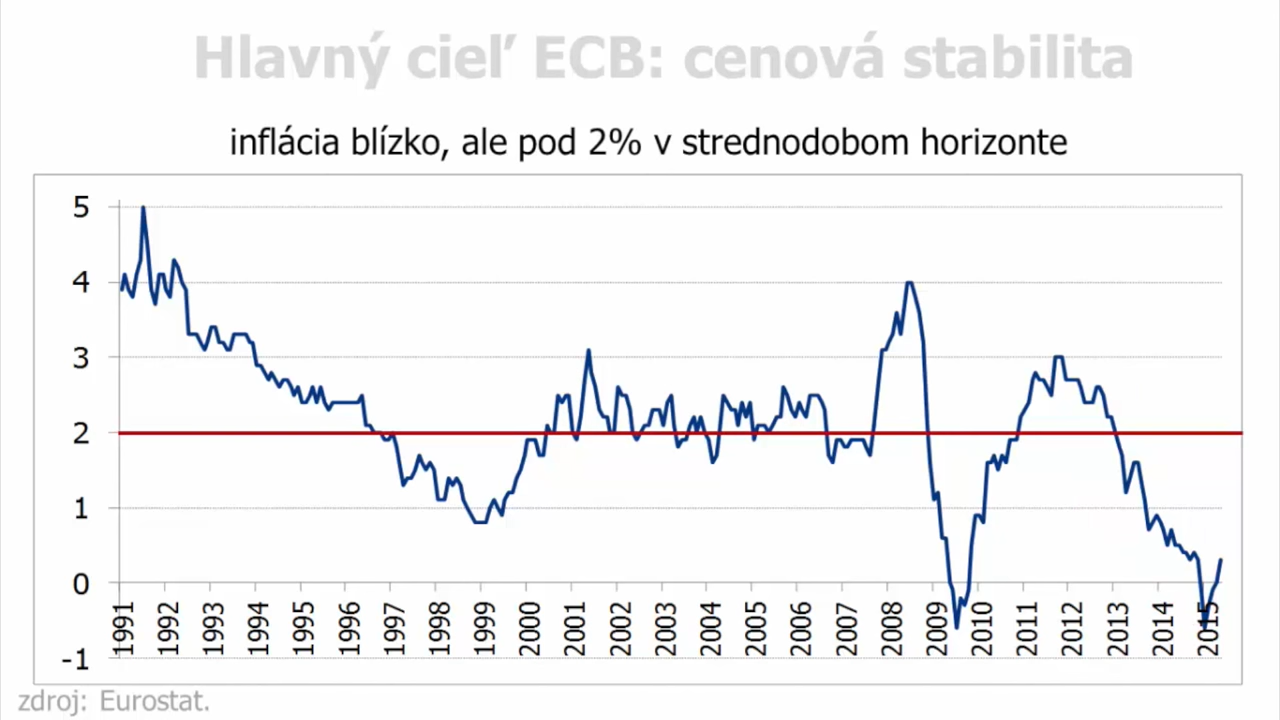 Hlavný cieľ ECB: cenová stabilita
inflácia blízko, ale pod 2% v strednodobom horizonte
5
4
3
2
1
0
-1
1991 1992 1993 1994 1995 1996 1997 1998 1999 2000 2001 2002 2003 2004 2005 2006 2007 2008 2009 2010 2011 2012 2013 2014 2015
zdroj: Eurostat.